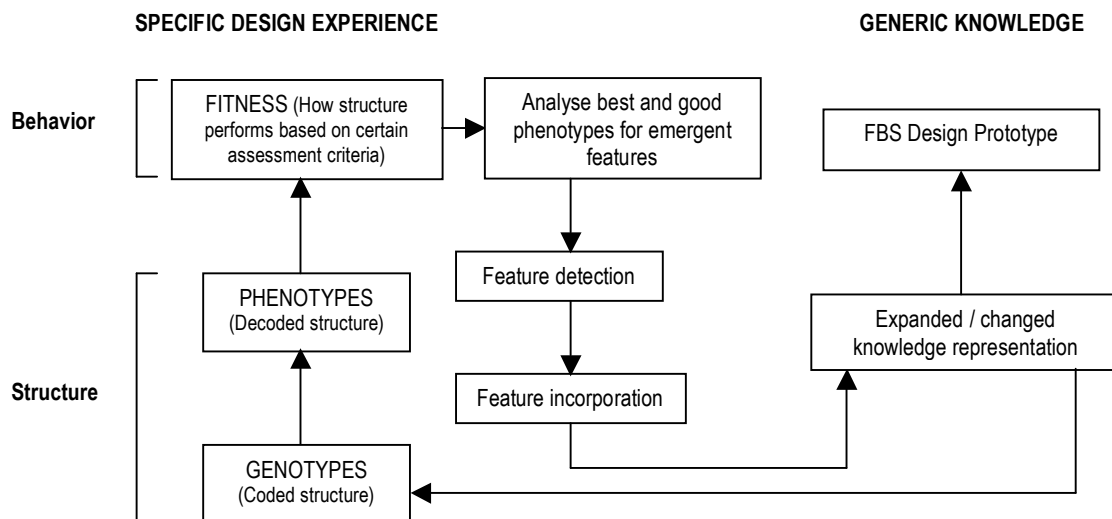 SPECIFIC DESIGN EXPERIENCE
GENERIC KNOWLEDGE
Behavior
FITNESS (How structure
performs based on certain
assessment criteria)
Analyse best and good
phenotypes for emergent
features
FBS Design Prototype
Feature detection
PHENOTYPES
(Decoded structure)
Expanded / changed
knowledge representation
Structure
Feature incorporation
GENOTYPES
(Coded structure)